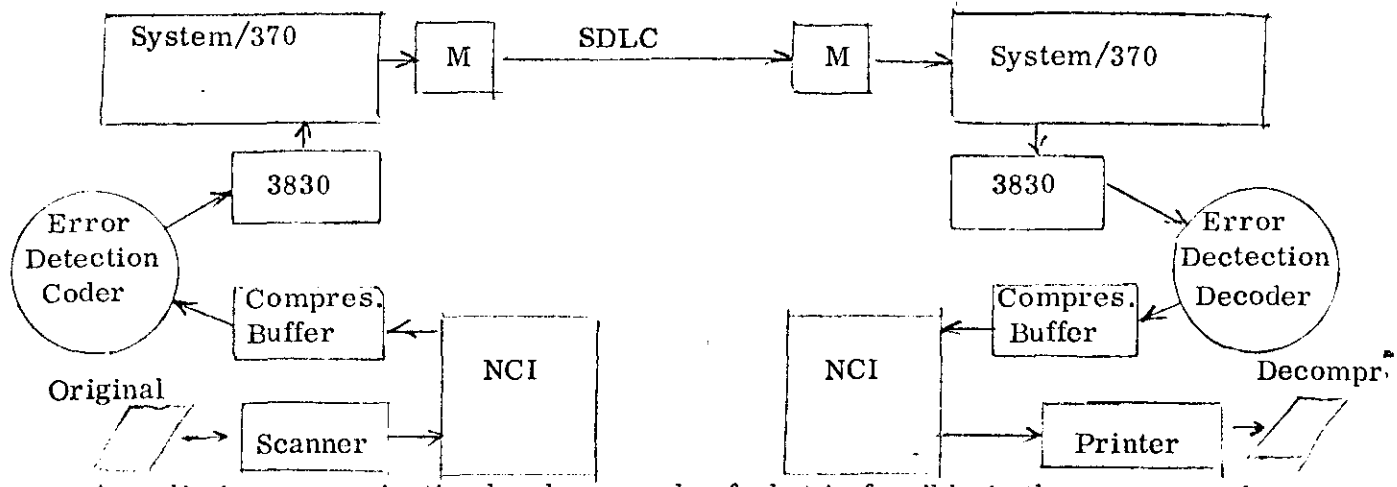 System/370
M
SDLC
M
System/370
3830
3830
Error
Detection
Coder
Error
Dectection
Decoder
Compres.
Buffer
Compres.
Buffer
NCI
NCI
Original
Decompr.
Scanner
Printer